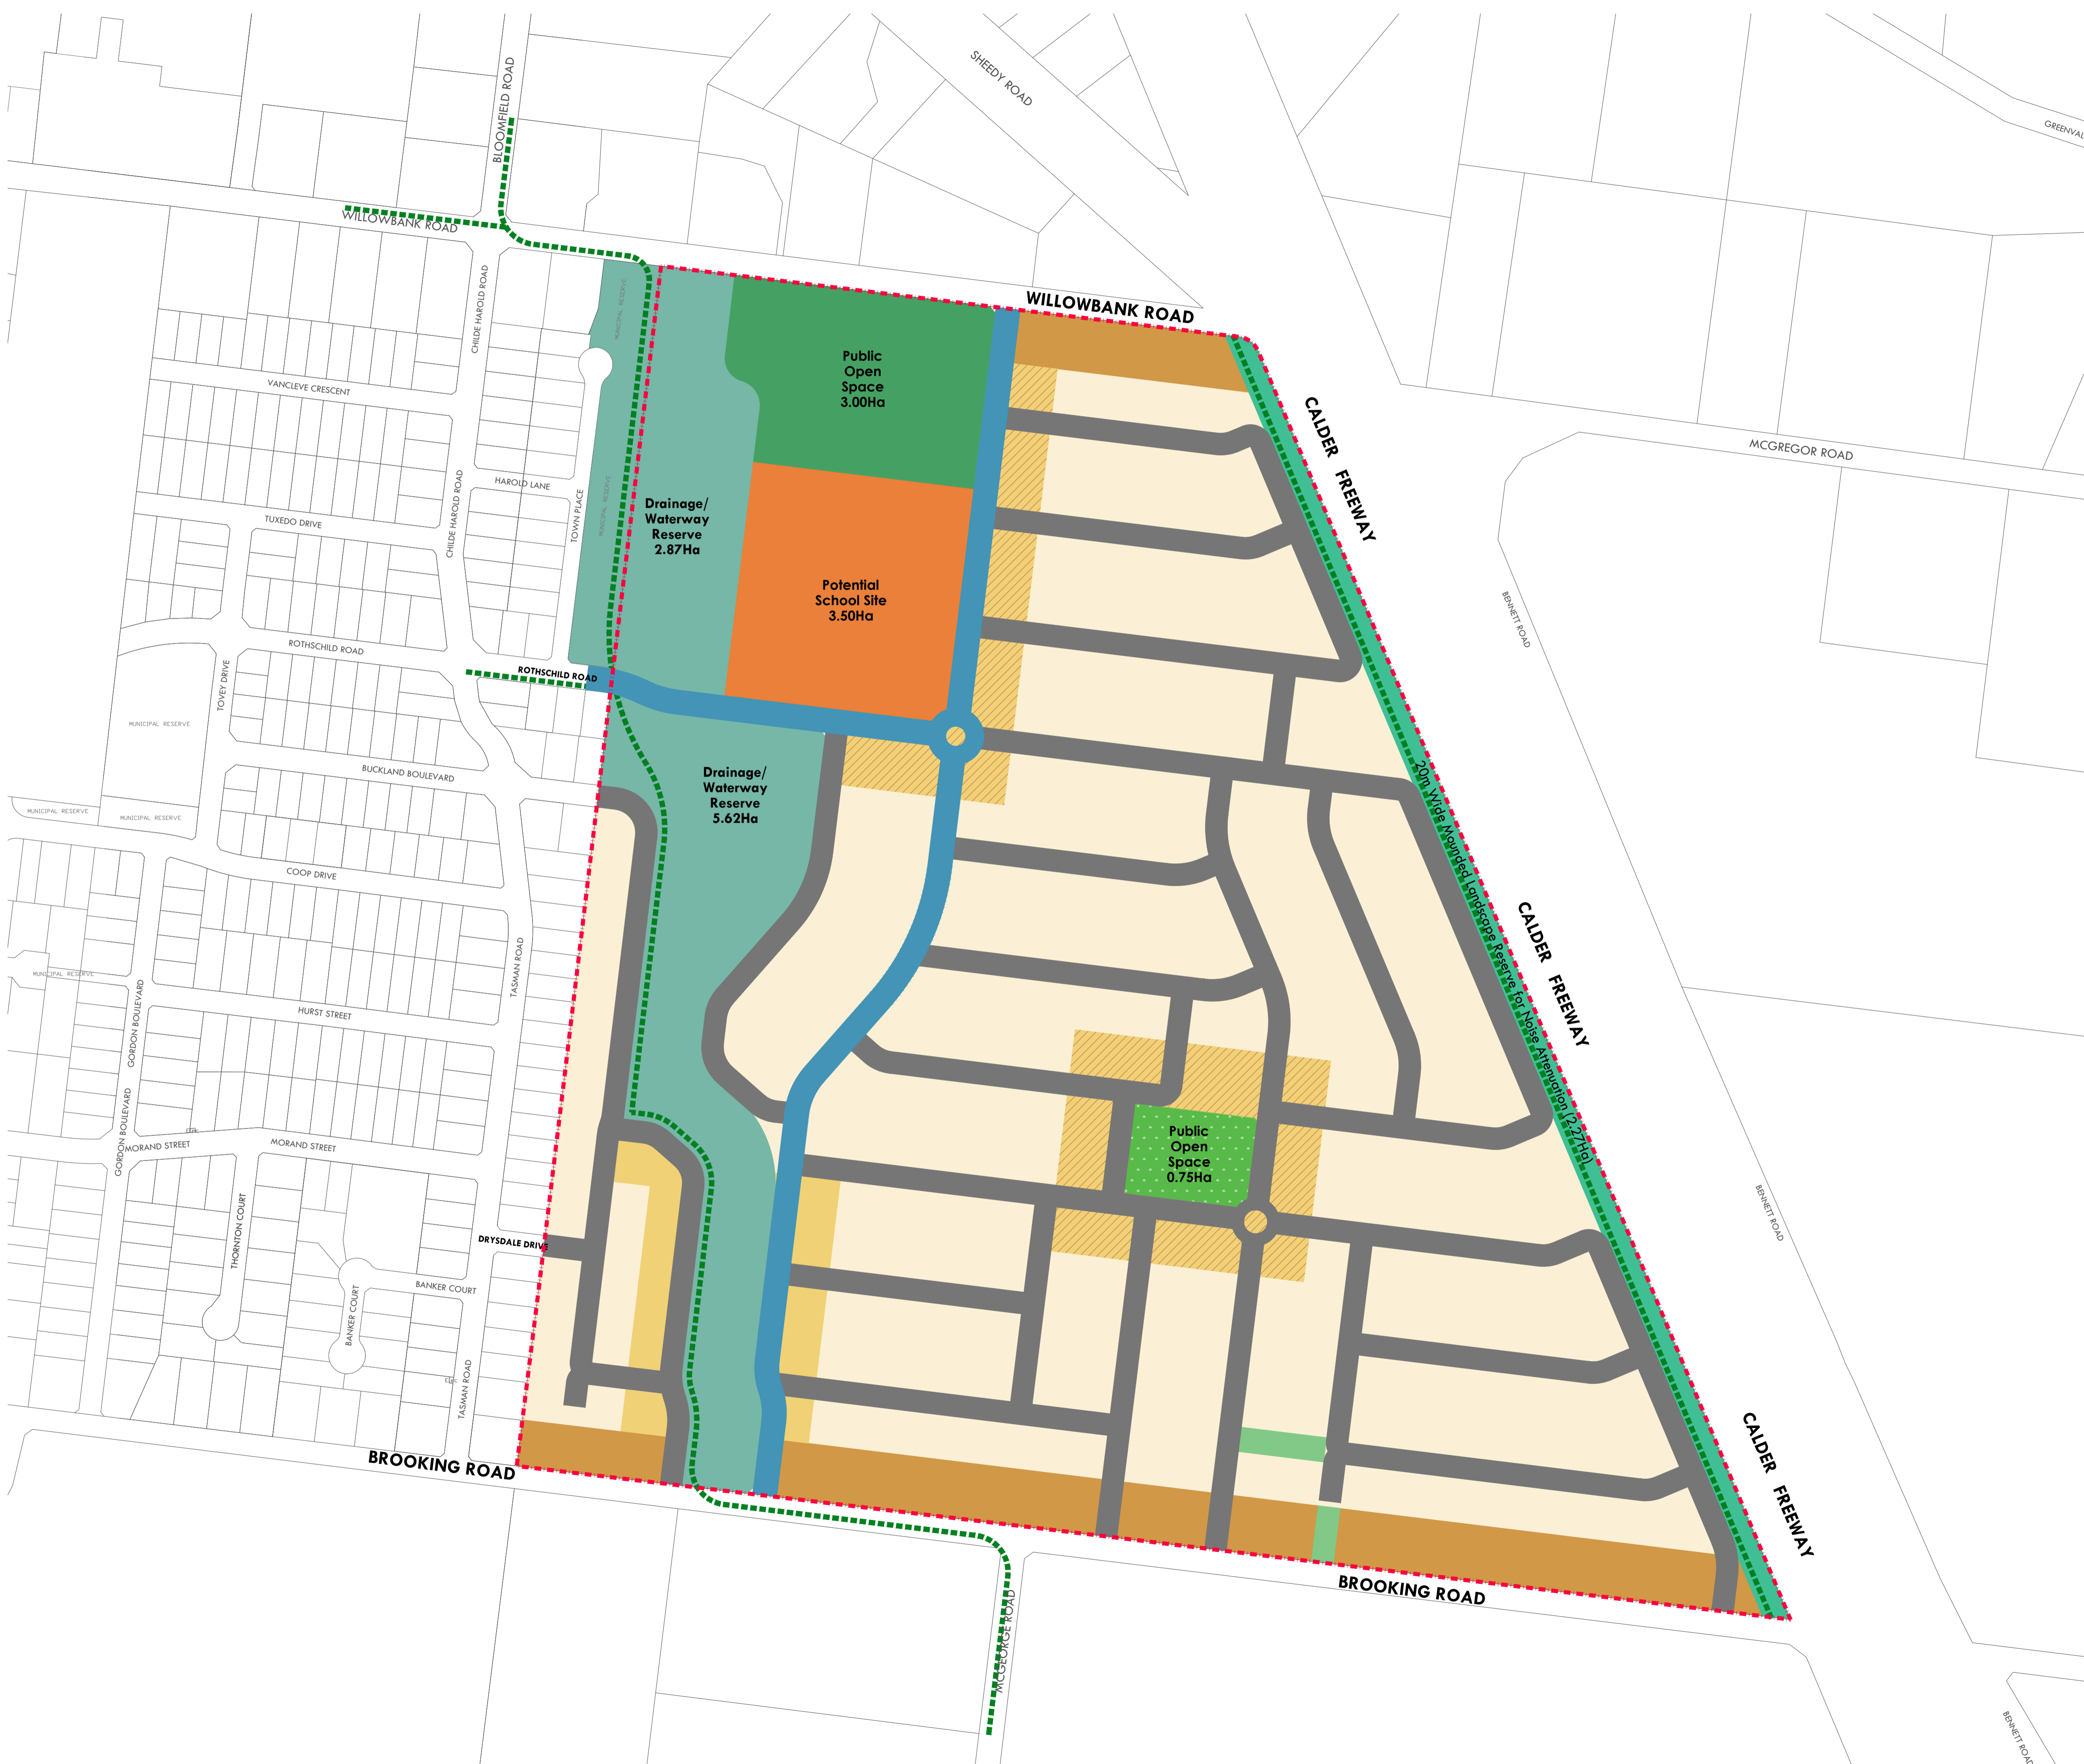 BLOOMFIELD ROAD
SHEEDY ROAD
WILLOWBANK ROAD
WILLOWBANK ROAD
CHILDE HAROLD ROAD
MUNICIPAL RESERVE
Public
Open
Space
3.00Ha
VANCLEVE CRESCENT
CALDER FREEWAY
MCGREGOR ROAD
HAROLD LANE
CHILDE HAROLD ROAD
TOWN PLACE
MUNICIPAL RESERVE
Drainage/
Waterway
Reserve
2.87Ha
TUXEDO DRIVE
Potential
School Site
3.50Ha
BENNETT ROAD
ROTHSCHILD ROAD
ROTHSCHILD ROAD
TOVEY DRIVE
MUNICIPAL RESERVE
BUCKLAND BOULEVARD
Drainage/
Waterway
Reserve
5.62Ha
MUNICIPAL RESERVE
MUNICIPAL RESERVE
20m Wide Mounded Landscape Reserve for Noise Attenuation (2.27Ha)
COOP DRIVE
CALDER FREEWAY
TASMAN ROAD
MUNICIPAL RESERVE
GORDON BOULEVARD
HURST STREET
GORDON BOULEVARD
MORAND STREET
MORAND STREET
Public
Open
Space
0.75Ha
THORNTON COURT
DRYSDALE DRIVE
BENNETT ROAD
BANKER COURT
BANKER COURT
TASMAN ROAD
CALDER FREEWAY
BROOKING ROAD
BROOKING ROAD
MCGEORGE ROAD
BENNETT ROAD